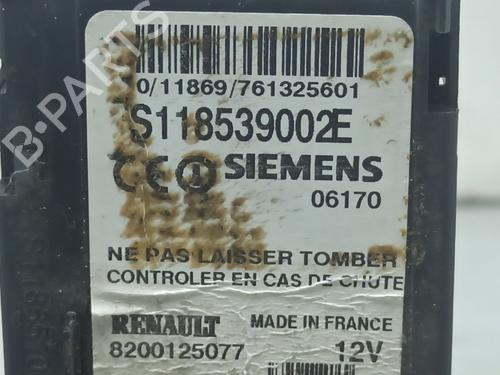 B-PARTS
0/11869/761325601
S118539002E
CE SIEMENS
06170
NE PAS LAISSER TOMBER
CONTROLER EN CAS DE CHUTE
RENAULT MADE IN FRANCE
8200125077 12V